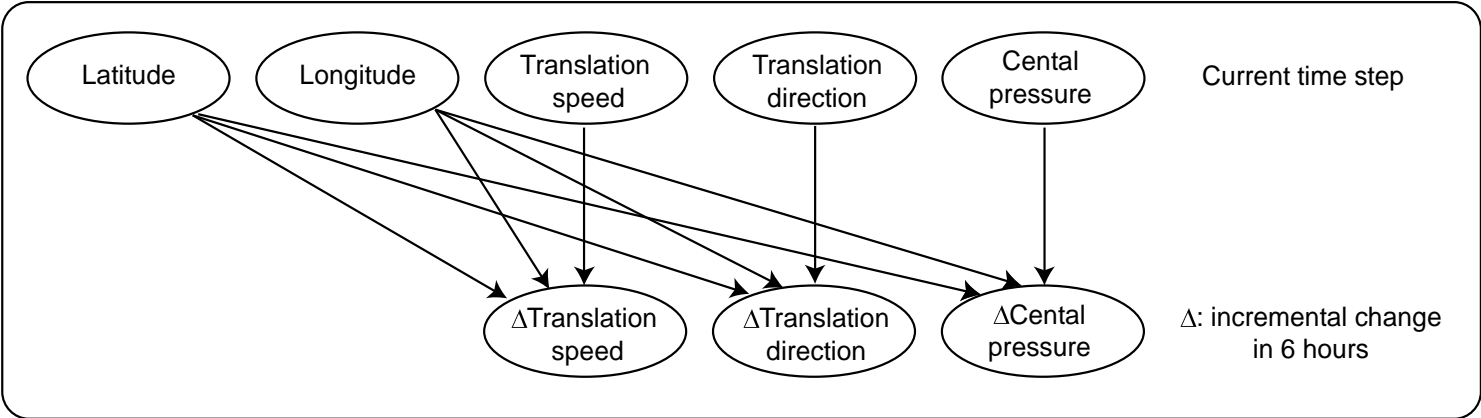 Latitude
Longitude
Translation
speed
Translation
direction
Cental
pressure
Current time step
ΔTranslation
speed
ΔTranslation
direction
ΔCental
pressure
Δ: incremental change
in 6 hours